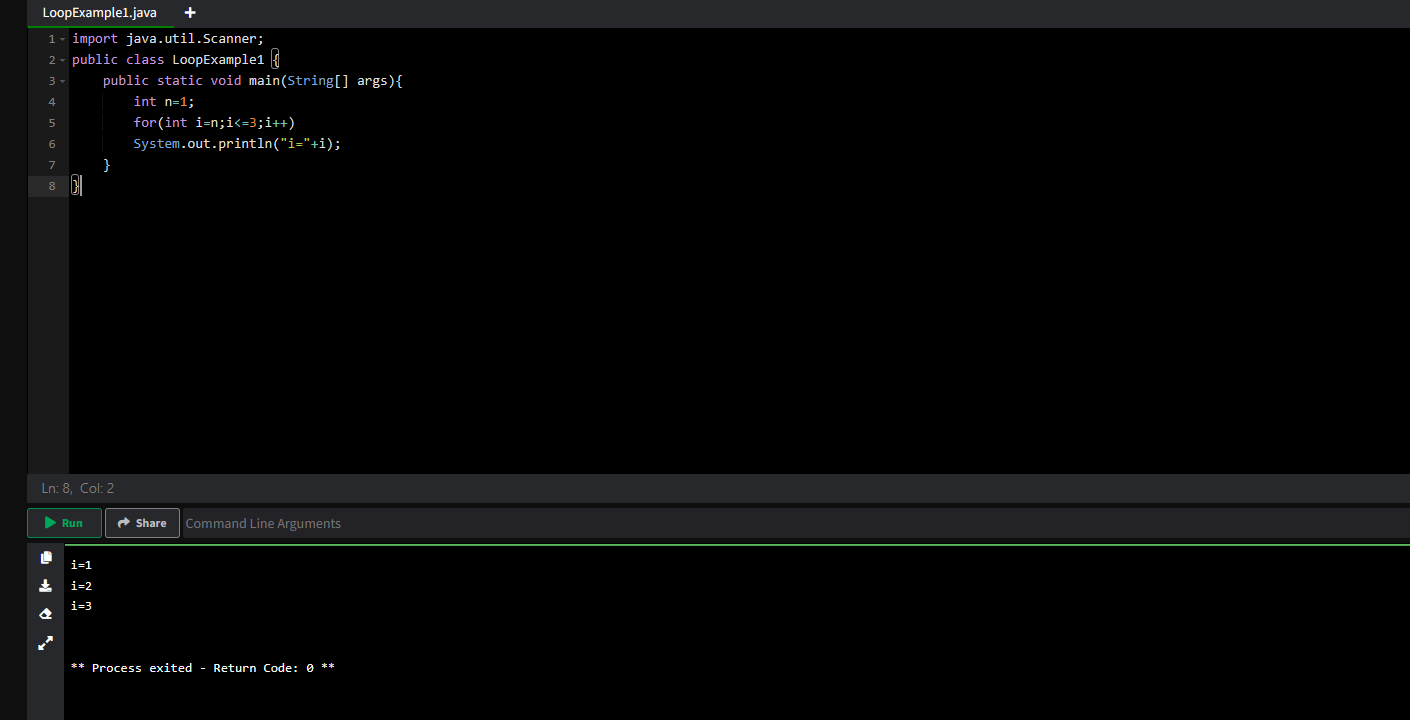 LoopExample1.java +
1 import java.util.Scanner;
2 public class LoopExample1 {
3     public static void main(String[] args){
4         int n=1;
5         for(int i=n;i<=3;i++)
6         System.out.println("i="+i);
7     }
8 }
Ln: 8, Col: 2
Run Share Command Line Arguments
i=1
i=2
i=3
** Process exited - Return Code: 0 **